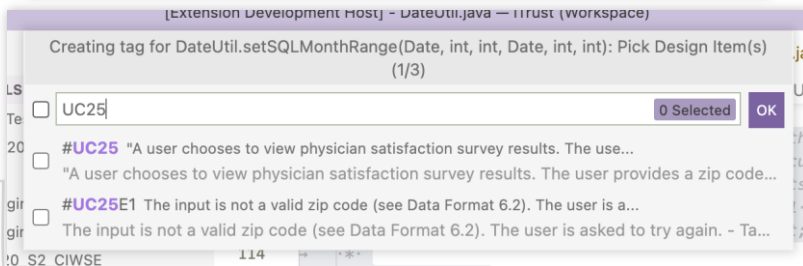 [Extension Development Host] - DateUtil.java — iTrust (Workspace)
Creating tag for DateUtil.setSQLMonthRange(Date, int, int, Date, int, int): Pick Design Item(s)
(1/3)
UC25
0 Selected
OK
#UC25 "A user chooses to view physician satisfaction survey results. The use...
"A user chooses to view physician satisfaction survey results. The user provides a zip code...
#UC25E1 The input is not a valid zip code (see Data Format 6.2). The user is a...
The input is not a valid zip code (see Data Format 6.2). The user is asked to try again. - Ta...
20_S2_CIWSE
114